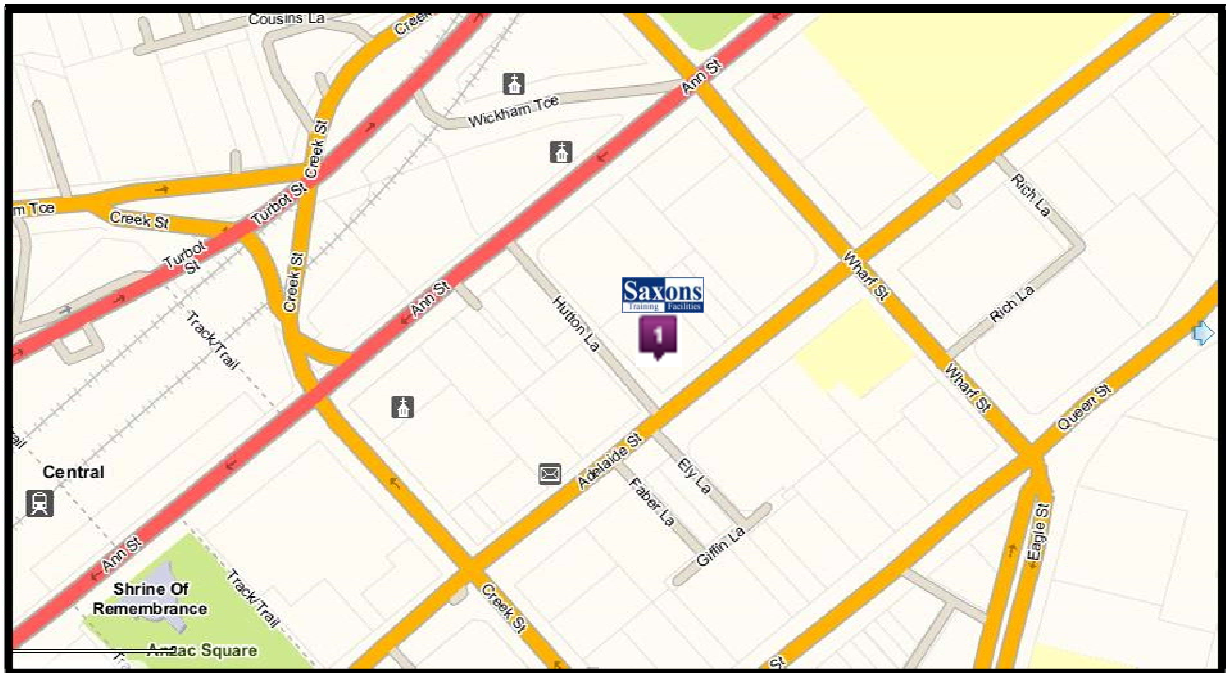 Cousins La
Creek
Ann St
Wickham Tce
Creek St
Rich La
m Tce
Turbot St
Creek St
Turbot
St
Wharf St
Creek St
Saxons
Training Facilities
1
Ann St
Rich La
Hutton La
Track/Trail
Wharf St
Queen St
ail
Adelaide St
Central
Ely La
Faber La
Eagle St
Giffin La
Ann St
Shrine Of
Remembrance
Track/Trail
Creek St
Anzac Square
St